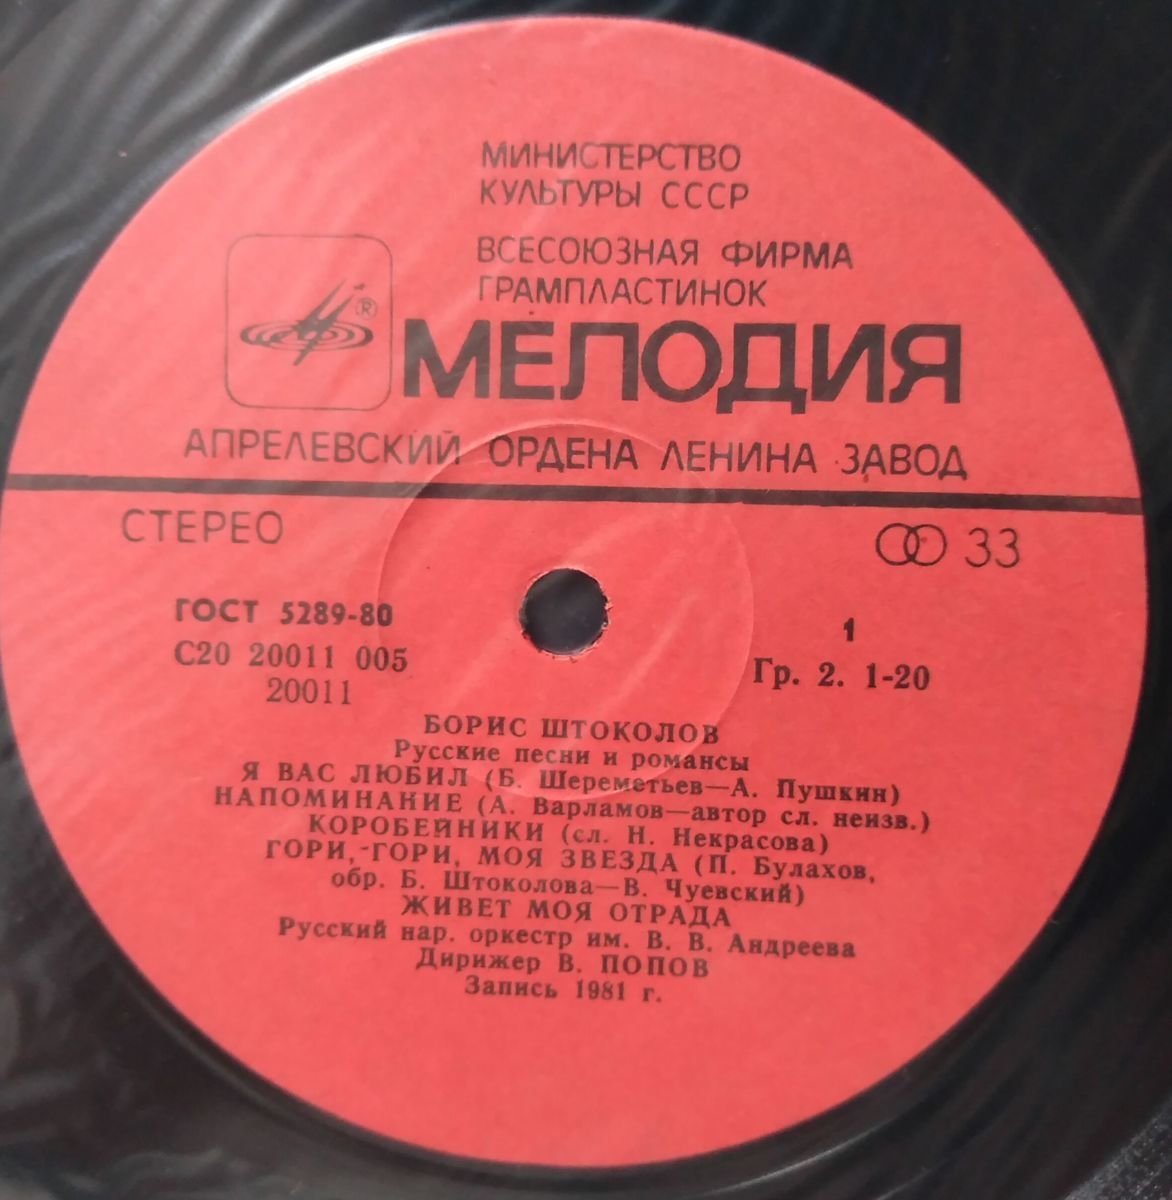 МИНИСТЕРСТВО
КУЛЬТУРЫ СССР
ВСЕСОЮЗНАЯ ФИРМА
ГРАМПЛАСТИНОК
®
МЕЛОДИЯ
АПРЕЛЕВСКИЙ ОРДЕНА ЛЕНИНА ЗАВОД
СТЕРЕО
33
ГОСТ 5289-80
1
С20 20011 005
Гр. 2. 1-20
20011
БОРИС ШТОКОЛОВ
Русские песни и романсы
Я ВАС ЛЮБИЛ (Б. Шереметьев—А. Пушкин)
НАПОМИНАНИЕ (А. Варламов—автор сл. неизв.)
КОРОБЕЙНИКИ (сл. Н. Некрасова)
ГОРИ, ГОРИ, МОЯ ЗВЕЗДА (П. Булахов,
обр. Б. Штоколова—В. Чуевский)
ЖИВЕТ МОЯ ОТРАДА
Русский нар. оркестр им. В. В. Андреева
Дирижер В. ПОПОВ
Запись 1981 г.